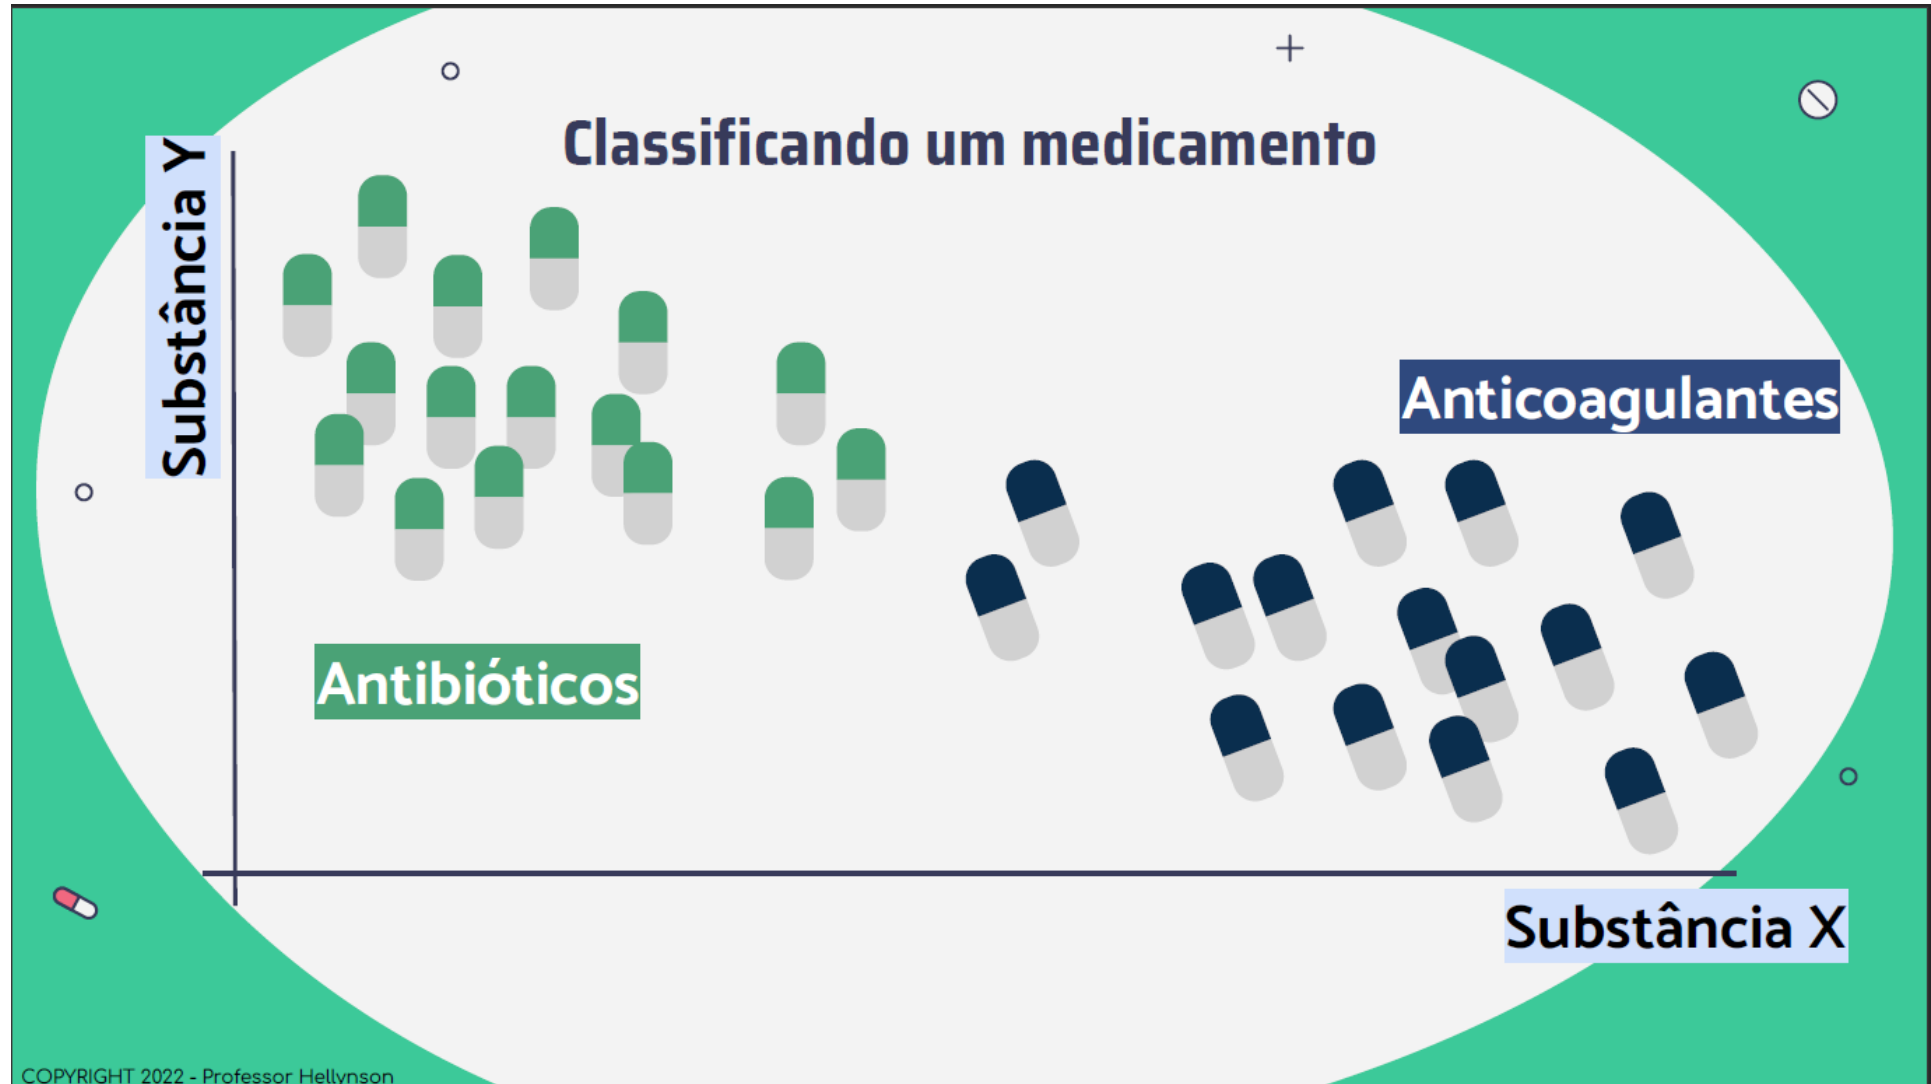 Classificando um medicamento
Substância Y
Anticoagulantes
Antibióticos
Substância X
COPYRIGHT 2022 - Professor Hellynson